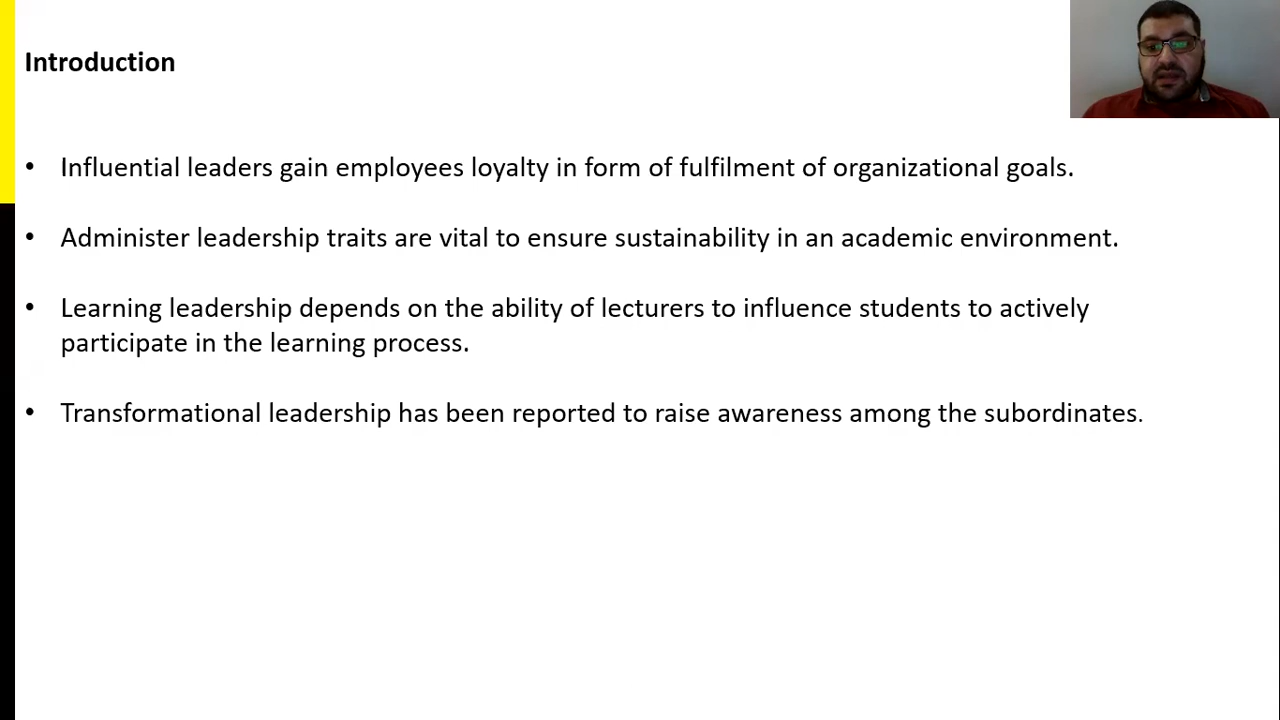 Introduction
• Influential leaders gain employees loyalty in form of fulfilment of organizational goals.
• Administer leadership traits are vital to ensure sustainability in an academic environment.
• Learning leadership depends on the ability of lecturers to influence students to actively
participate in the learning process.
• Transformational leadership has been reported to raise awareness among the subordinates.